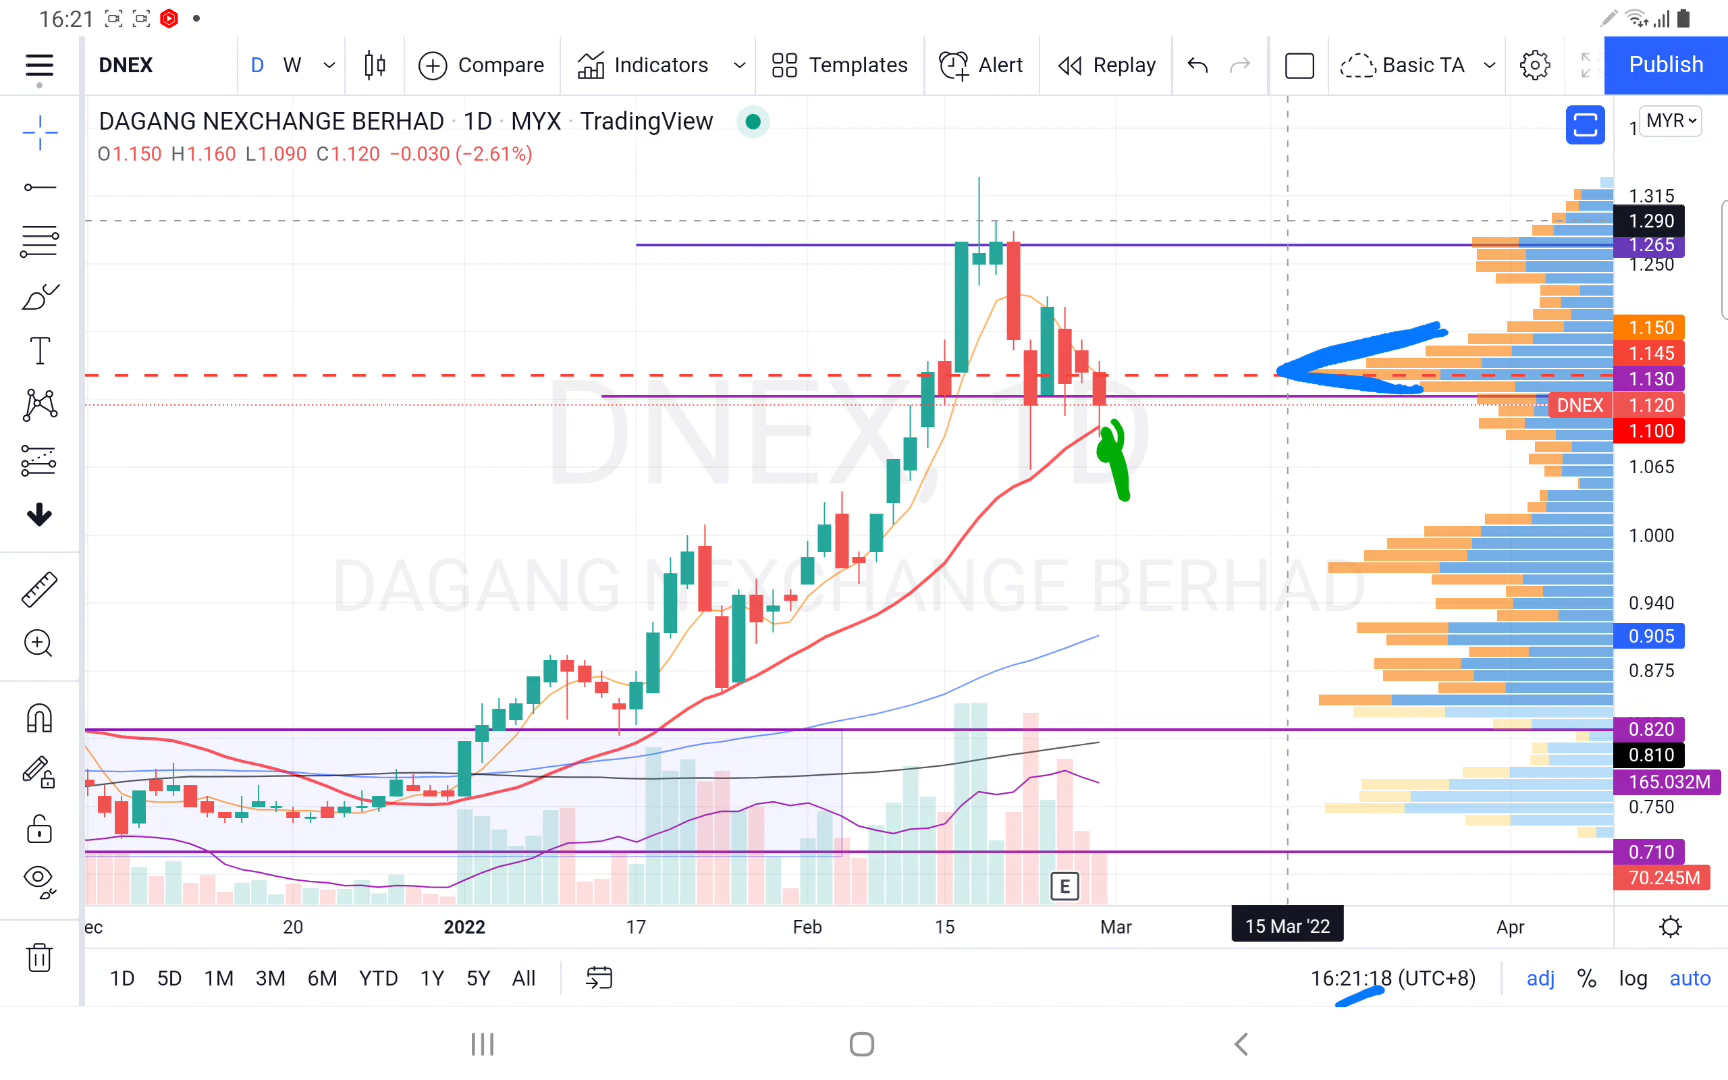 16:21
DNEX D W Compare Indicators Templates Alert Replay Basic TA Publish
DAGANG NEXCHANGE BERHAD · 1D · MYX · TradingView
O1.150 H1.160 L1.090 C1.120 −0.030 (−2.61%)
MYR
1.315
1.290
1.265
1.250
1.150
1.145
1.130
DNEX 1.120
1.100
1.065
1.000
0.940
0.905
0.875
0.820
0.810
165.032M
0.750
0.710
70.245M
DNEX, 1D
DAGANG NEXCHANGE BERHAD
E
ec 20 2022 17 Feb 15 Mar 15 Mar '22 Apr
1D 5D 1M 3M 6M YTD 1Y 5Y All 16:21:18 (UTC+8) adj % log auto